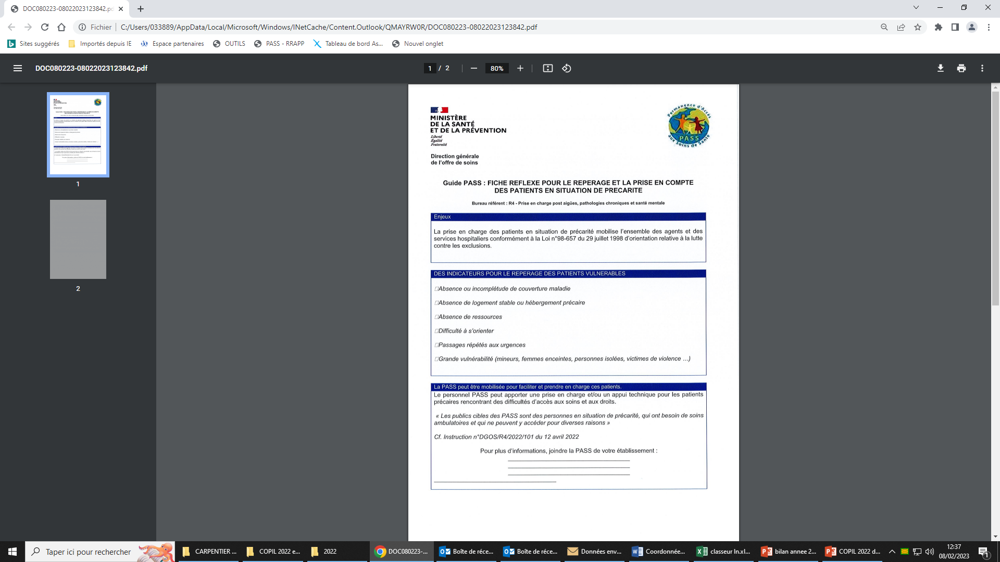 DOC080223-08022023123842.pd
Fichier
C:/Users/033889/AppData/Local/Microsoft/Windows/INetCache/Content.Outlook/QMAYRW0R/DOC080223-08022023123842.pdf
Sites suggérés
Importés depuis IE
Espace partenaires
OUTILS
PASS - RRAPP
Tableau de bord As...
Nouvel onglet
DOC080223-08022023123842.pdf
1 / 2
80%
1
2
MINISTÈRE
DE LA SANTÉ
ET DE LA PRÉVENTION
Liberté
Égalité
Fraternité
Permanence d'Accès
PASS
aux Soins de Santé
Direction générale
de l'offre de soins
Guide PASS : FICHE REFLEXE POUR LE REPERAGE ET LA PRISE EN COMPTE
DES PATIENTS EN SITUATION DE PRECARITE
Bureau référent : R4 - Prise en charge post aigües, pathologies chroniques et santé mentale
Enjeux
La prise en charge des patients en situation de précarité mobilise l'ensemble des agents et des
services hospitaliers conformément à la Loi n°98-657 du 29 juillet 1998 d'orientation relative à la lutte
contre les exclusions.
DES INDICATEURS POUR LE REPERAGE DES PATIENTS VULNERABLES
□Absence ou incomplétude de couverture maladie
□Absence de logement stable ou hébergement précaire
□Absence de ressources
□Difficulté à s'orienter
□Passages répétés aux urgences
□Grande vulnérabilité (mineurs, femmes enceintes, personnes isolées, victimes de violence …)
La PASS peut être mobilisée pour faciliter et prendre en charge ces patients.
Le personnel PASS peut apporter une prise en charge et/ou un appui technique pour les patients
précaires rencontrant des difficultés d'accès aux soins et aux droits.
« Les publics cibles des PASS sont des personnes en situation de précarité, qui ont besoin de soins
ambulatoires et qui ne peuvent y accéder pour diverses raisons »
Cf. Instruction n°DGOS/R4/2022/101 du 12 avril 2022
Pour plus d'informations, joindre la PASS de votre établissement :
Taper ici pour rechercher
CARPENTIER ...
COPIL 2022 e...
2022
DOC080223-...
Boîte de réce...
Boîte de réce...
Données env...
Coordonnée...
classeur ln.xl...
bilan annee 2...
COPIL 2022 d...
12:37
08/02/2023
1